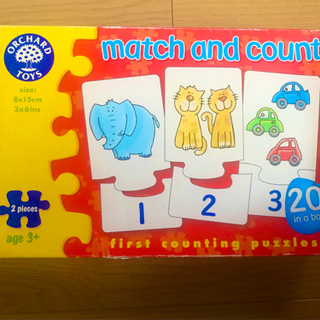 ORCHARD
TOYS
match and count
size:
8x15cm
3x6ins
2 pieces
age 3+
1
2
3
20
in a box
first counting puzzles